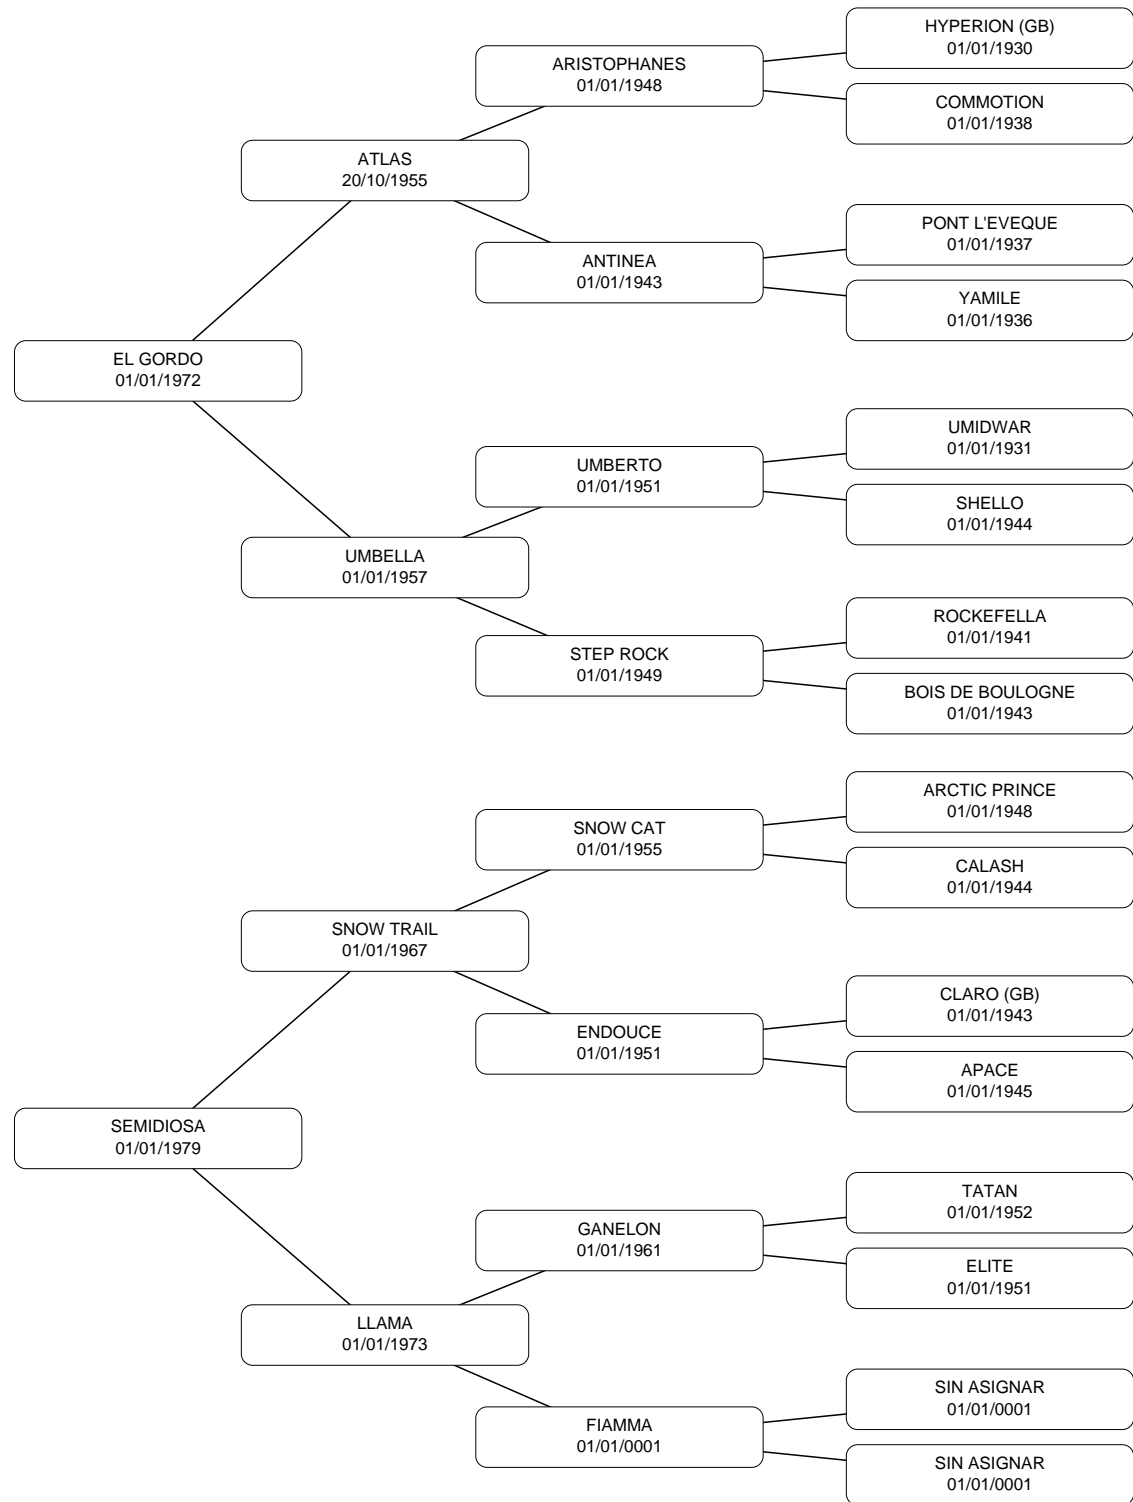 HYPERION (GB)
01/01/1930
ARISTOPHANES
01/01/1948
COMMOTION
01/01/1938
ATLAS
20/10/1955
PONT L'EVEQUE
01/01/1937
ANTINEA
01/01/1943
YAMILE
01/01/1936
EL GORDO
01/01/1972
UMIDWAR
01/01/1931
UMBERTO
01/01/1951
SHELLO
01/01/1944
UMBELLA
01/01/1957
ROCKEFELLA
01/01/1941
STEP ROCK
01/01/1949
BOIS DE BOULOGNE
01/01/1943
ARCTIC PRINCE
01/01/1948
SNOW CAT
01/01/1955
CALASH
01/01/1944
SNOW TRAIL
01/01/1967
CLARO (GB)
01/01/1943
ENDOUCE
01/01/1951
APACE
01/01/1945
SEMIDIOSA
01/01/1979
TATAN
01/01/1952
GANELON
01/01/1961
ELITE
01/01/1951
LLAMA
01/01/1973
SIN ASIGNAR
01/01/0001
FIAMMA
01/01/0001
SIN ASIGNAR
01/01/0001